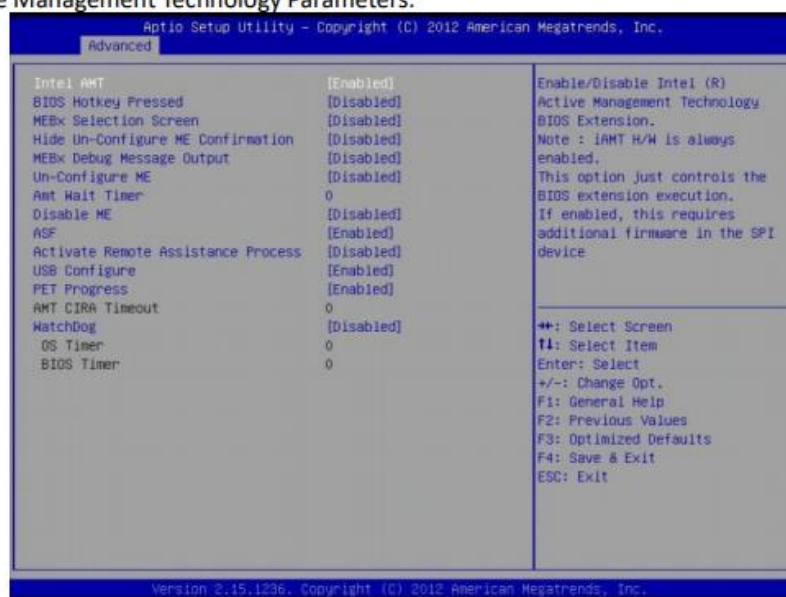 e Management Technology Parameters.
Aptio Setup Utility - Copyright (C) 2012 American Megatrends, Inc.
Advanced
Intel AMT [Enabled]
BIOS Hotkey Pressed [Disabled]
MEBx Selection Screen [Disabled]
Hide Un-Configure ME Confirmation [Disabled]
MEBx Debug Message Output [Disabled]
Un-Configure ME [Disabled]
Amt Wait Timer 0
Disable ME [Disabled]
ASF [Enabled]
Activate Remote Assistance Process [Disabled]
USB Configure [Enabled]
PET Progress [Enabled]
AMT CIRA Timeout 0
WatchDog [Disabled]
OS Timer 0
BIOS Timer 0
Enable/Disable Intel (R)
Active Management Technology
BIOS Extension.
Note : iAMT H/W is always
enabled.
This option just controls the
BIOS extension execution.
If enabled, this requires
additional firmware in the SPI
device
→←: Select Screen
↑↓: Select Item
Enter: Select
+/-: Change Opt.
F1: General Help
F2: Previous Values
F3: Optimized Defaults
F4: Save & Exit
ESC: Exit
Version 2.15.1236. Copyright (C) 2012 American Megatrends, Inc.